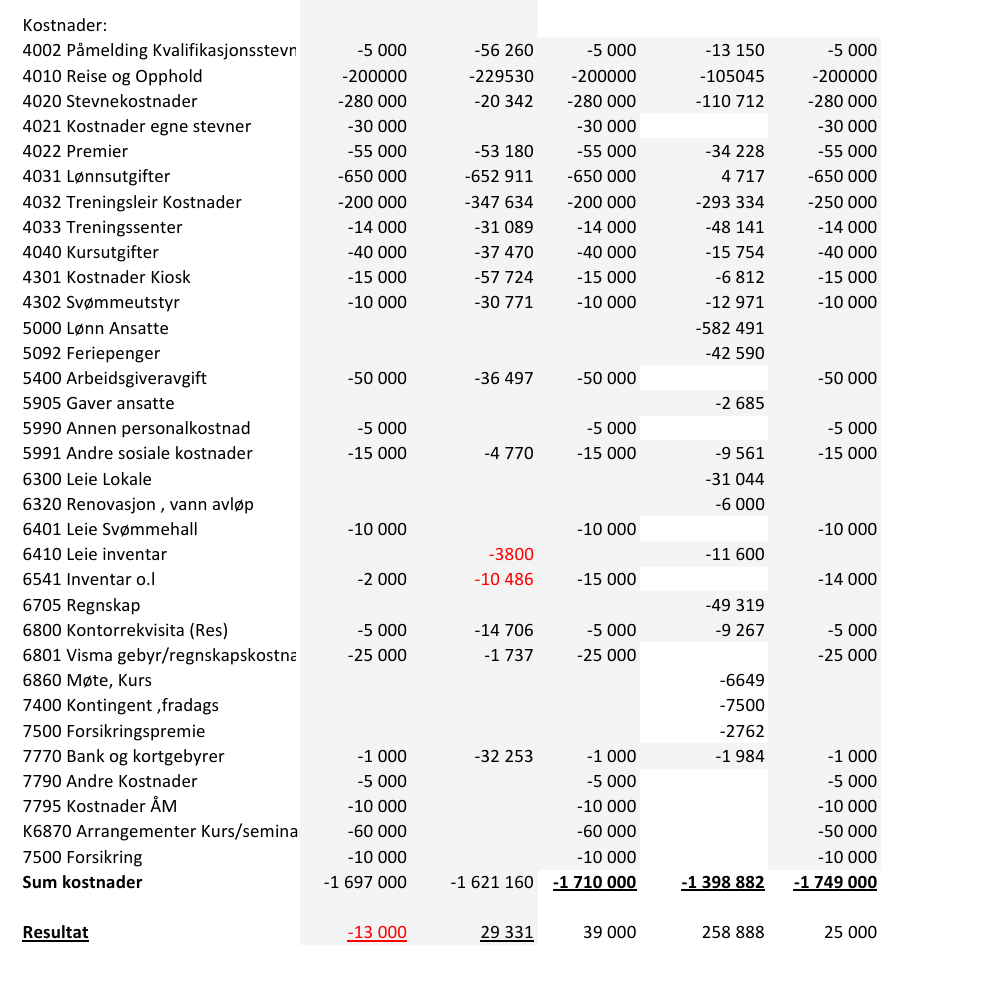 Kostnader:
4002 Påmelding Kvalifikasjonsstevn -5 000 -56 260 -5 000 -13 150 -5 000
4010 Reise og Opphold -200000 -229530 -200000 -105045 -200000
4020 Stevnekostnader -280 000 -20 342 -280 000 -110 712 -280 000
4021 Kostnader egne stevner -30 000 -30 000 -30 000
4022 Premier -55 000 -53 180 -55 000 -34 228 -55 000
4031 Lønnsutgifter -650 000 -652 911 -650 000 4 717 -650 000
4032 Treningsleir Kostnader -200 000 -347 634 -200 000 -293 334 -250 000
4033 Treningssenter -14 000 -31 089 -14 000 -48 141 -14 000
4040 Kursutgifter -40 000 -37 470 -40 000 -15 754 -40 000
4301 Kostnader Kiosk -15 000 -57 724 -15 000 -6 812 -15 000
4302 Svømmeutstyr -10 000 -30 771 -10 000 -12 971 -10 000
5000 Lønn Ansatte -582 491
5092 Feriepenger -42 590
5400 Arbeidsgiveravgift -50 000 -36 497 -50 000 -50 000
5905 Gaver ansatte -2 685
5990 Annen personalkostnad -5 000 -5 000 -5 000
5991 Andre sosiale kostnader -15 000 -4 770 -15 000 -9 561 -15 000
6300 Leie Lokale -31 044
6320 Renovasjon , vann avløp -6 000
6401 Leie Svømmehall -10 000 -10 000 -10 000
6410 Leie inventar -3800 -11 600
6541 Inventar o.l -2 000 -10 486 -15 000 -14 000
6705 Regnskap -49 319
6800 Kontorrekvisita (Res) -5 000 -14 706 -5 000 -9 267 -5 000
6801 Visma gebyr/regnskapskostna -25 000 -1 737 -25 000 -25 000
6860 Møte, Kurs -6649
7400 Kontingent ,fradags -7500
7500 Forsikringspremie -2762
7770 Bank og kortgebyrer -1 000 -32 253 -1 000 -1 984 -1 000
7790 Andre Kostnader -5 000 -5 000 -5 000
7795 Kostnader ÅM -10 000 -10 000 -10 000
K6870 Arrangementer Kurs/semina -60 000 -60 000 -50 000
7500 Forsikring -10 000 -10 000 -10 000
Sum kostnader -1 697 000 -1 621 160 -1 710 000 -1 398 882 -1 749 000
Resultat -13 000 29 331 39 000 258 888 25 000